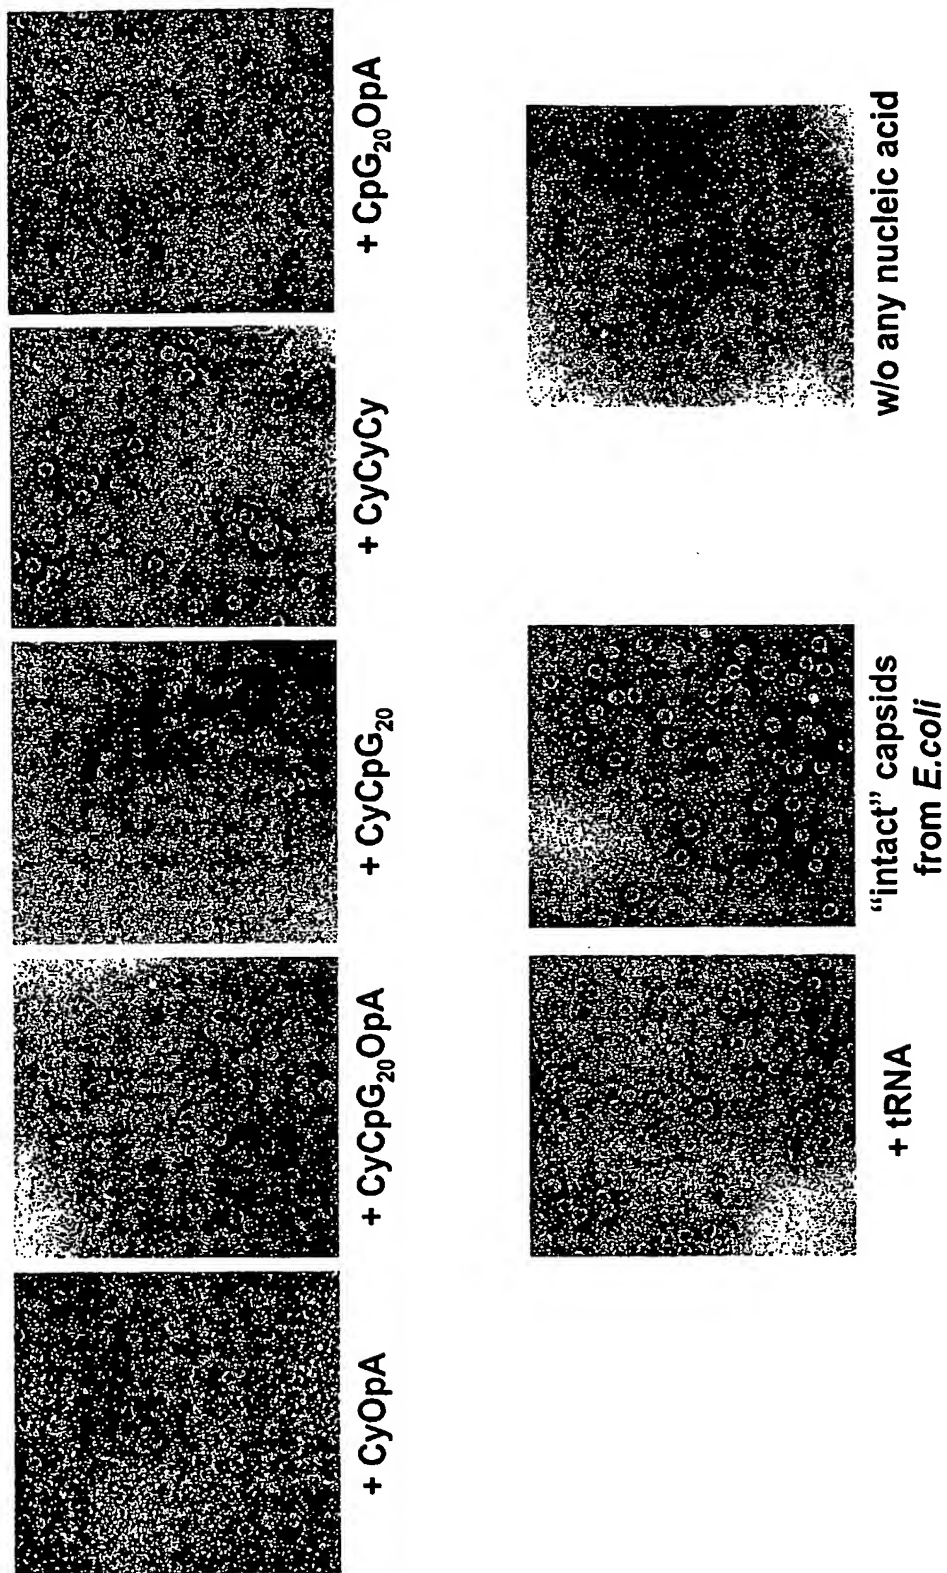 + CyOpA
+ CyCpG₂₀OpA
+ CyCpG₂₀
+ CyCyCy
+ CpG₂₀OpA
+ tRNA
“intact” capsids
from E.coli
w/o any nucleic acid